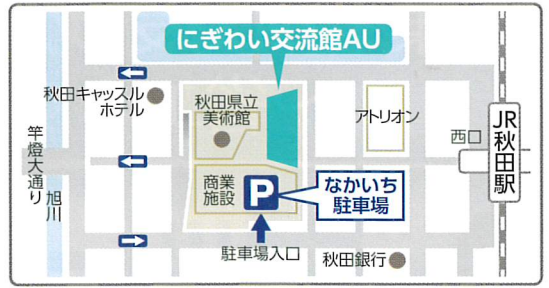 にぎわい交流館AU
秋田キャッスル
ホテル
秋田県立
美術館
アトリオン
JR秋田駅
西口
竿燈大通り
旭川
商業
施設
P
なかいち
駐車場
駐車場入口
秋田銀行